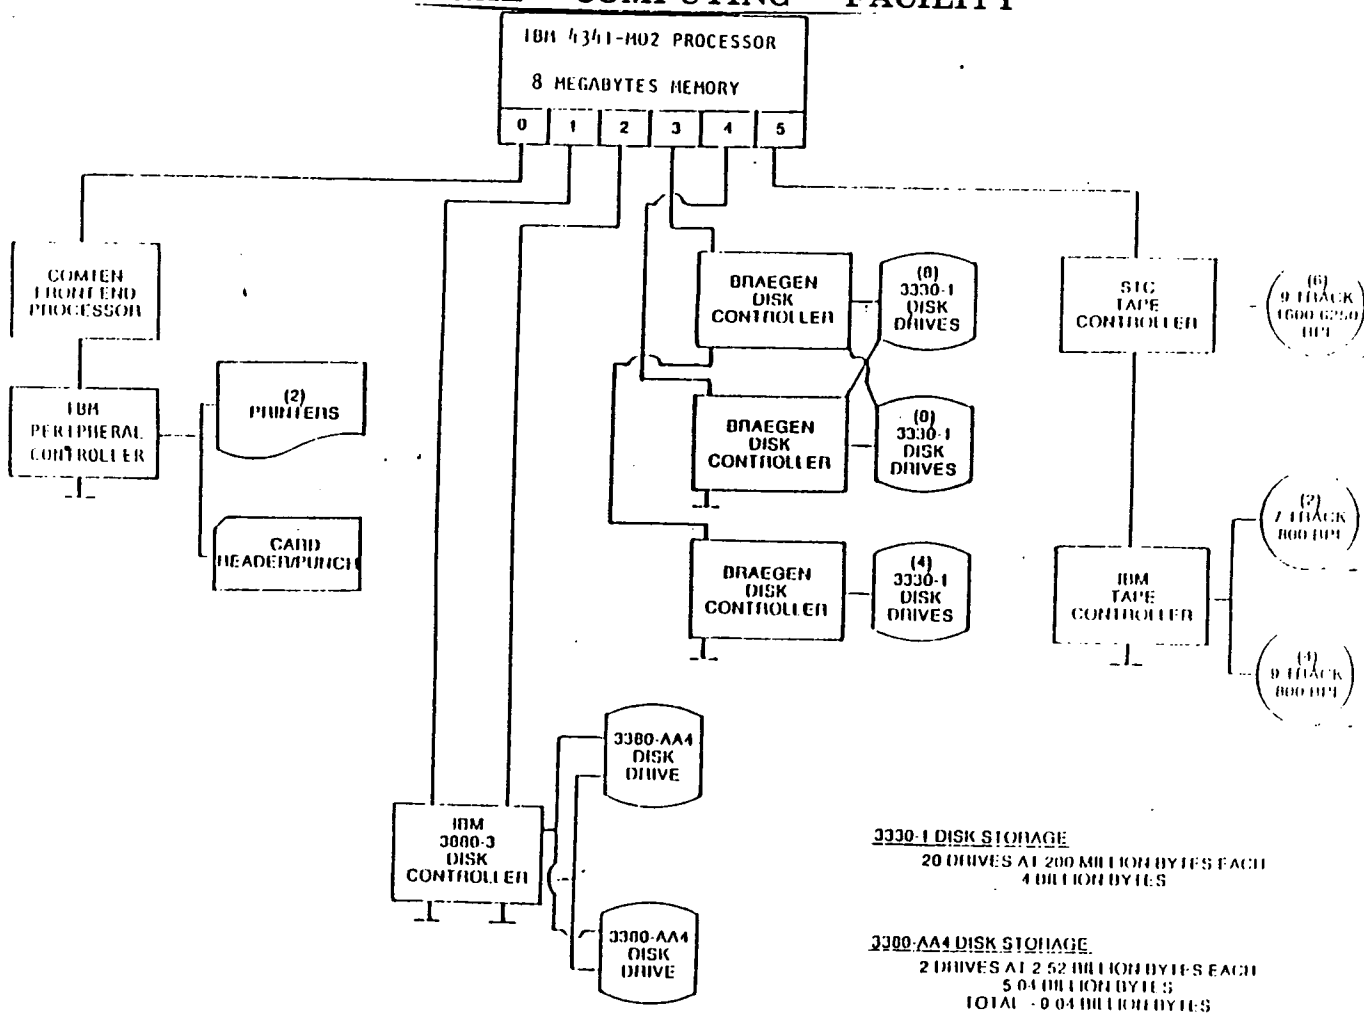 COMPUTING FACILITY
IBM 4341-M02 PROCESSOR
8 MEGABYTES MEMORY
0 1 2 3 4 5
COMTEN
FRONT END
PROCESSOR
IBM
PERIPHERAL
CONTROLLER
(2)
PRINTERS
CARD
READER/PUNCH
BRAEGEN
DISK
CONTROLLER
(8)
3330-1
DISK
DRIVES
BRAEGEN
DISK
CONTROLLER
(8)
3330-1
DISK
DRIVES
BRAEGEN
DISK
CONTROLLER
(4)
3330-1
DISK
DRIVES
STC
TAPE
CONTROLLER
(6)
9 TRACK
1600-6250
BPI
IBM
TAPE
CONTROLLER
(2)
7 TRACK
800 BPI
(4)
9 TRACK
800 BPI
IBM
3880-3
DISK
CONTROLLER
3380-AA4
DISK
DRIVE
3380-AA4
DISK
DRIVE
3330-1 DISK STORAGE
20 DRIVES AT 200 MILLION BYTES EACH
4 BILLION BYTES
3380-AA4 DISK STORAGE
2 DRIVES AT 2.52 BILLION BYTES EACH
5.04 BILLION BYTES
TOTAL - 9.04 BILLION BYTES